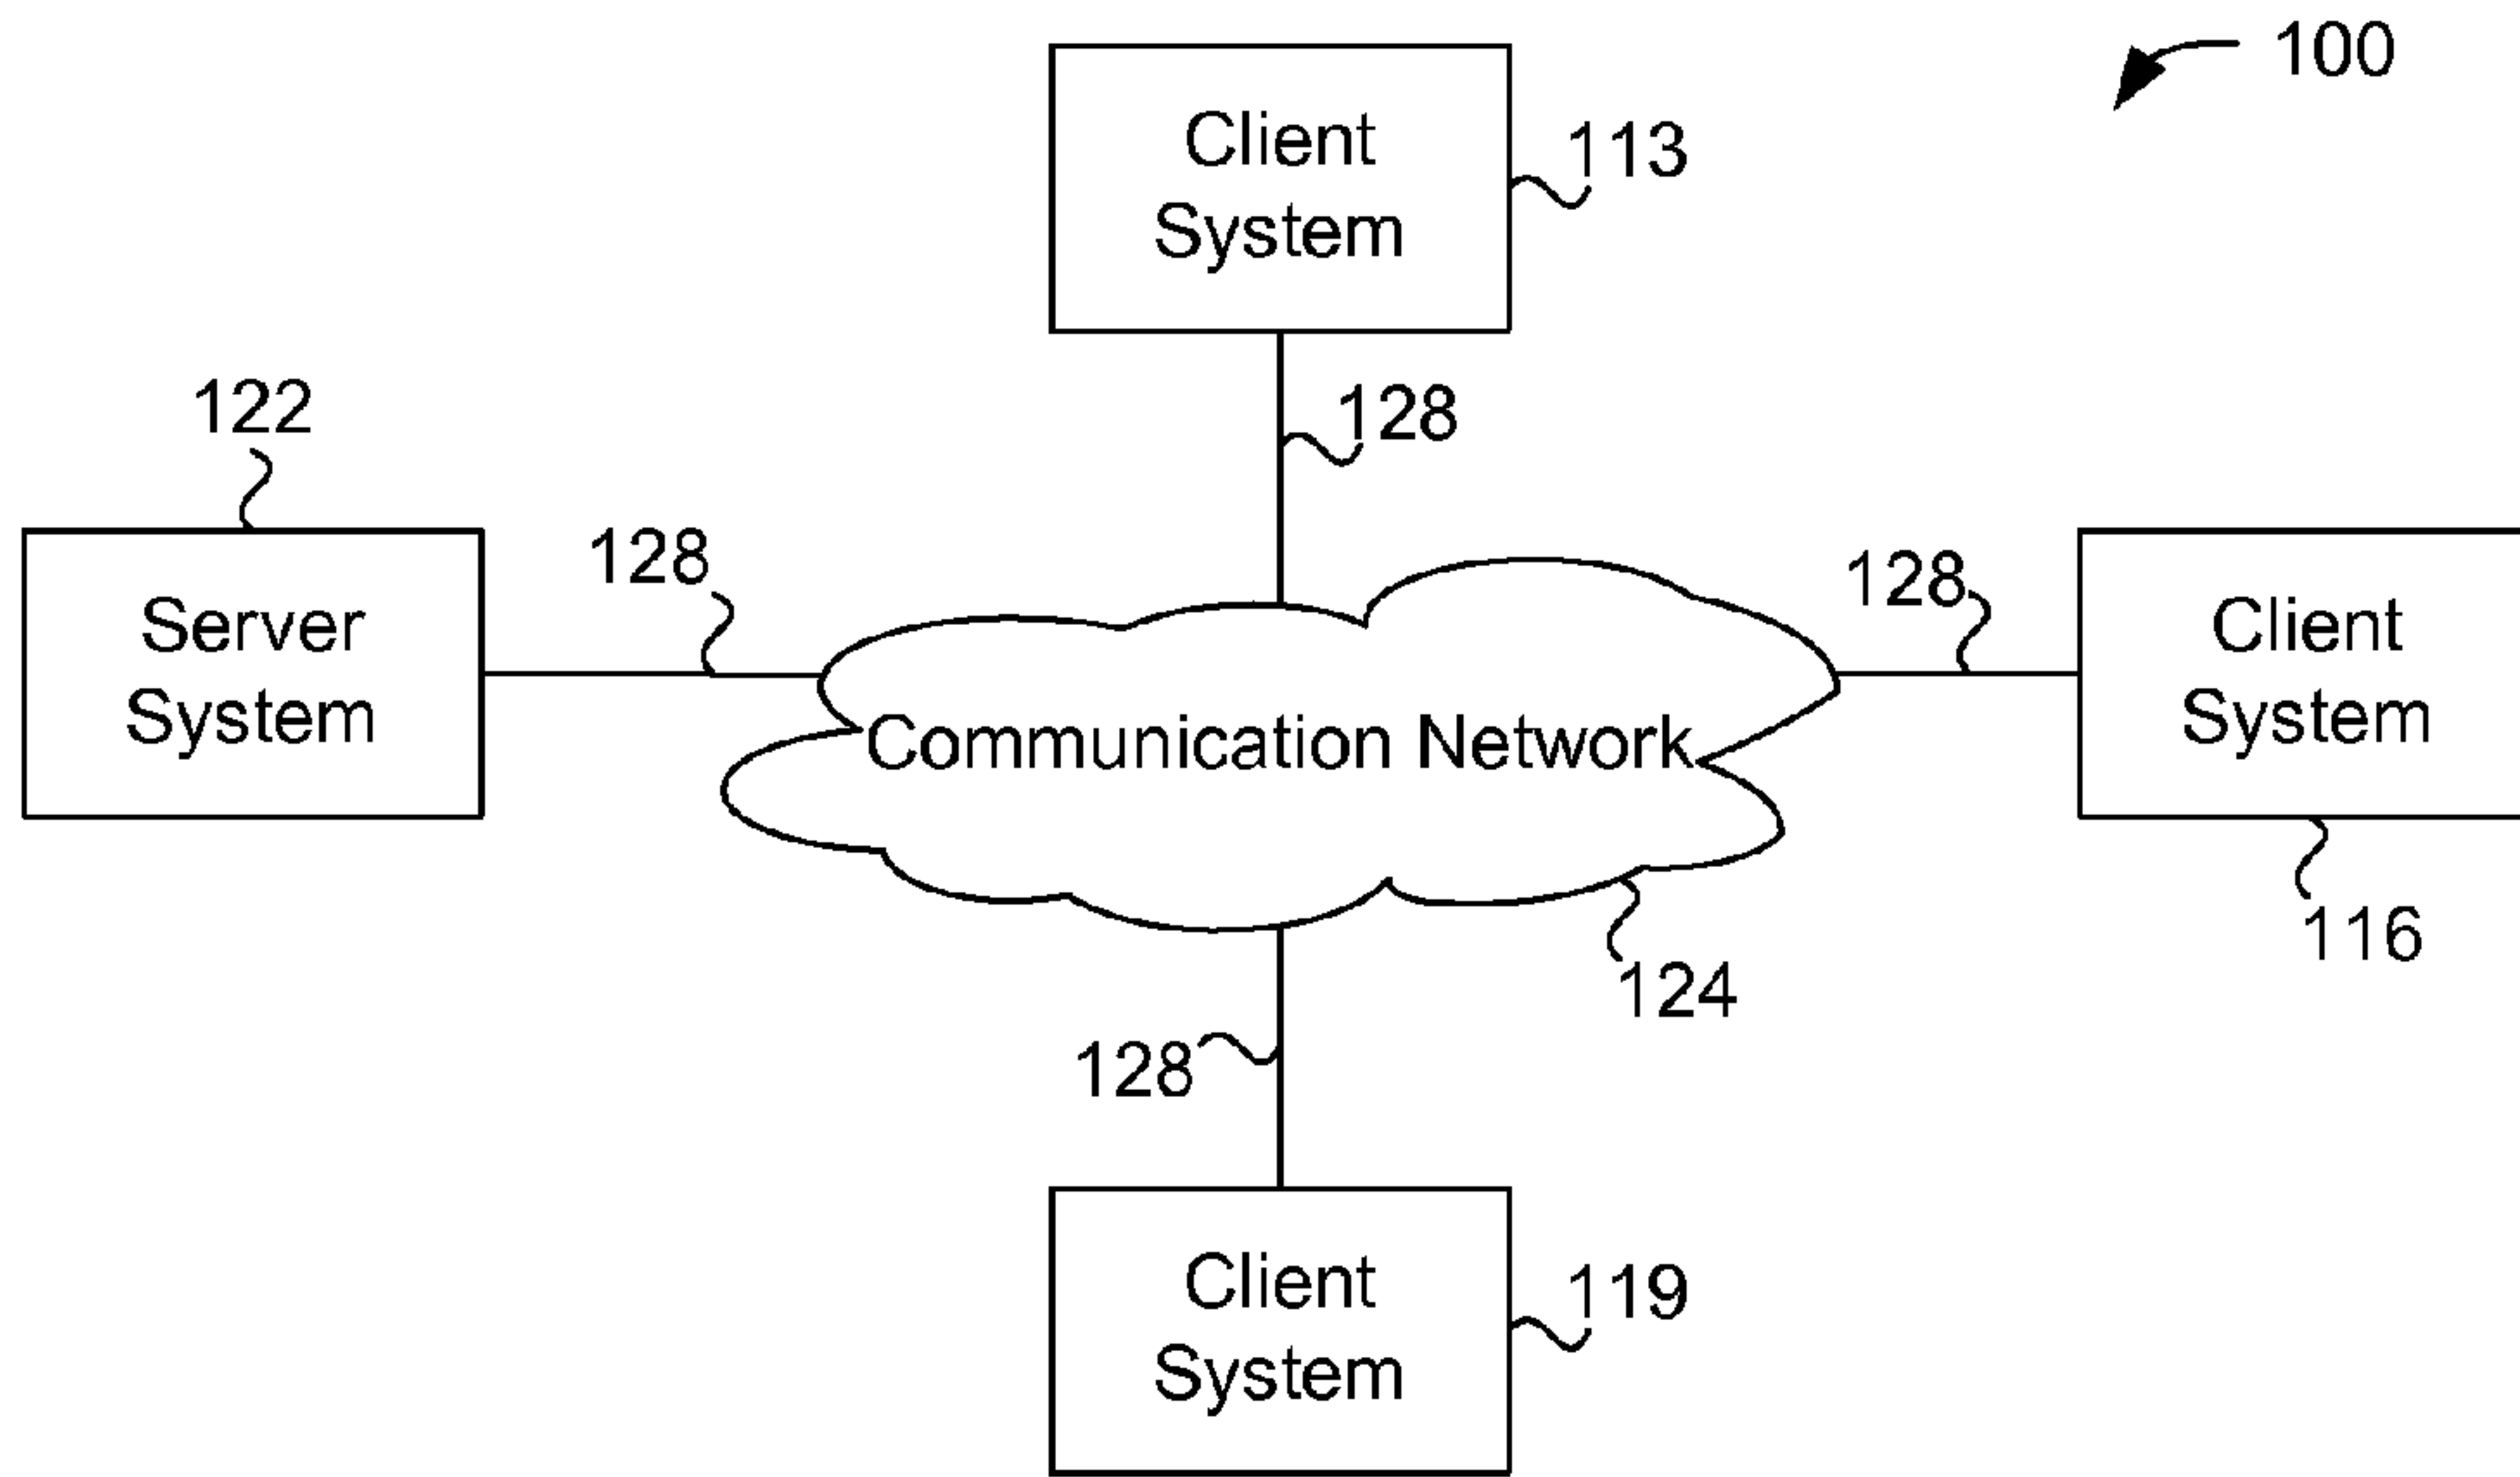 100
Client
System
113
128
122
128
128
Server
System
Client
System
Communication Network
116
124
128
Client
System
119